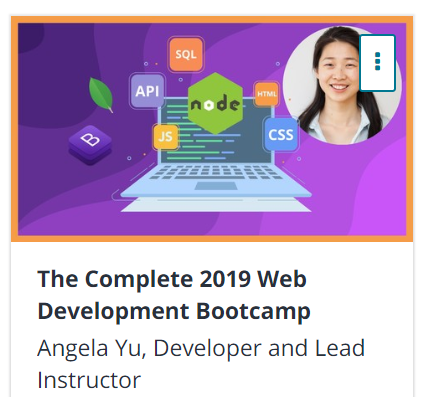 SQL
API
node
HTML
JS
CSS
B
The Complete 2019 Web
Development Bootcamp
Angela Yu, Developer and Lead
Instructor